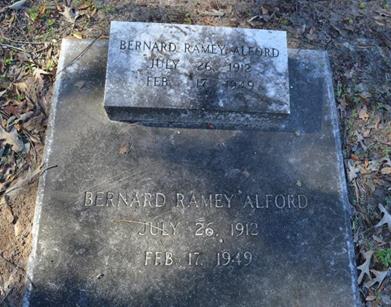 BERNARD RAMEY ALFORD
JULY 26, 1912
FEB. 17, 1949
BERNARD RAMEY ALFORD
JULY 26, 1912
FEB. 17, 1949